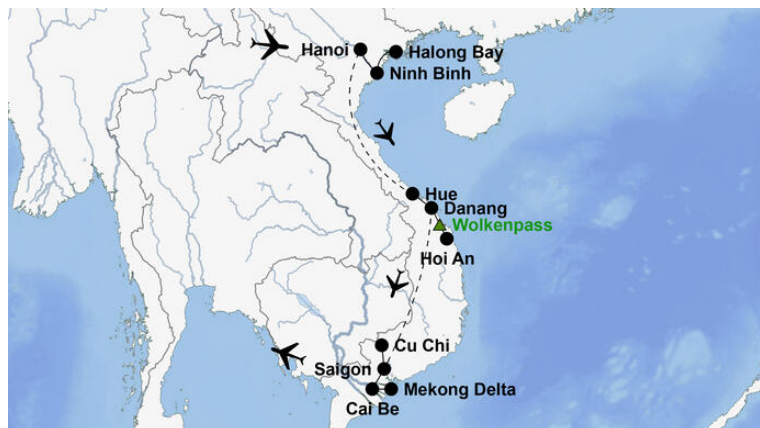 Hanoi
Halong Bay
Ninh Binh
Hue
Danang
Wolkenpass
Hoi An
Cu Chi
Saigon
Mekong Delta
Cai Be